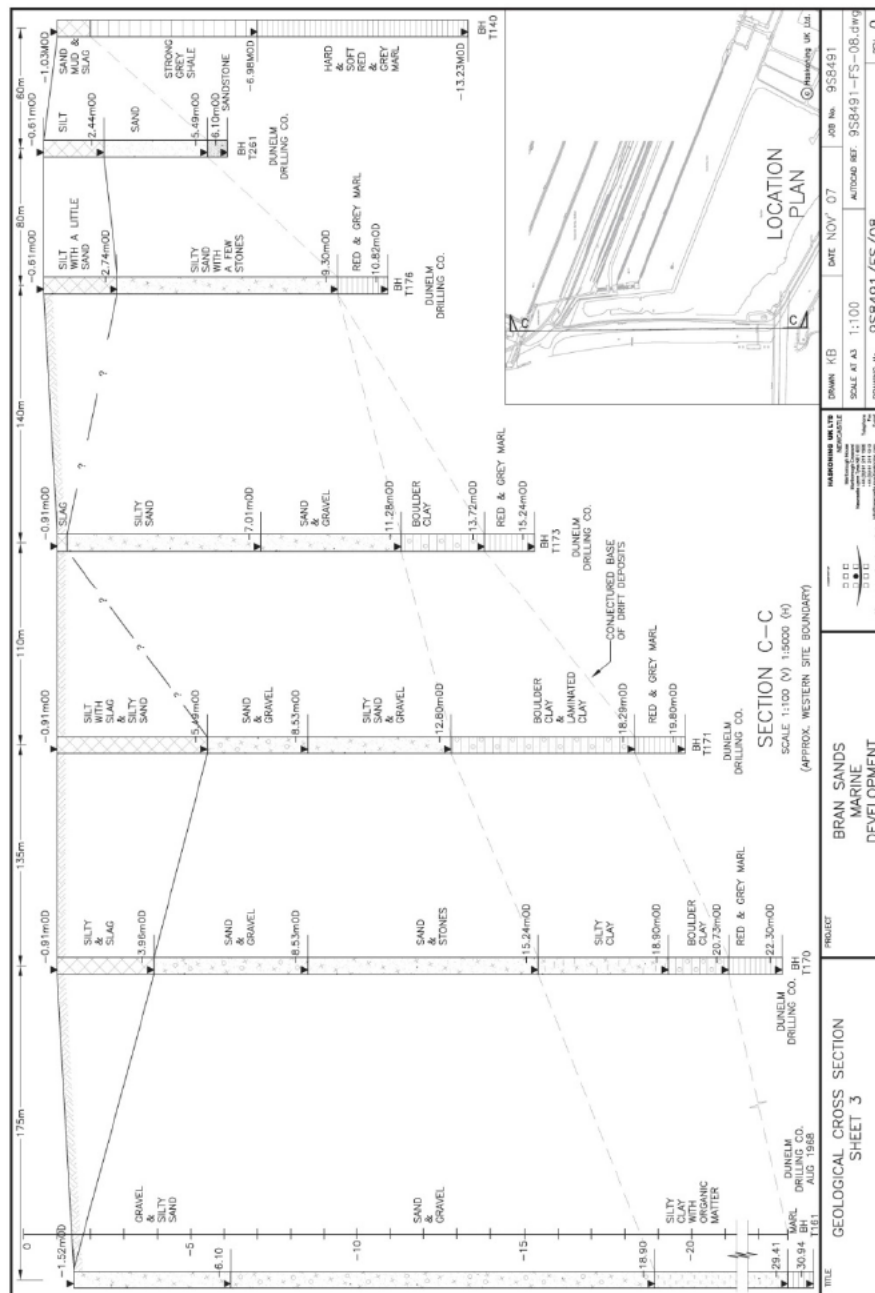 175m
135m
110m
140m
80m
60m
0
-5
-10
-15
-20
-1.52mOD
GRAVEL
& SILTY
SAND
-6.10
SAND
& GRAVEL
-18.90
SILTY
CLAY WITH
ORGANIC
MATTER
-29.41
MARL
-30.94
BH
T161
DUNELM
DRILLING CO.
AUG 1968
-0.91mOD
SILTY
& SLAG
-3.96mOD
SAND
& GRAVEL
-8.53mOD
SAND
& STONES
-15.24mOD
SILTY
CLAY
-18.90mOD
BOULDER
CLAY
-20.73mOD
RED & GREY MARL
-22.30mOD
BH
T170
DUNELM
DRILLING CO.
-0.91mOD
SILT
WITH SLAG
& SILTY
SAND
-5.49mOD
SAND
& GRAVEL
-8.53mOD
SILTY
SAND
& GRAVEL
-12.80mOD
BOULDER
CLAY &
LAMINATED
CLAY
-18.29mOD
RED & GREY MARL
-19.80mOD
BH
T171
DUNELM
DRILLING CO.
?
?
?
-0.91mOD
SLAG
SILTY
SAND
-7.01mOD
SAND
& GRAVEL
-11.28mOD
BOULDER
CLAY
-13.72mOD
RED & GREY MARL
-15.24mOD
BH
T173
DUNELM
DRILLING CO.
CONJECTURED BASE
OF DRIFT DEPOSITS
?
?
-0.61mOD
SILT
WITH A LITTLE
SAND
-2.74mOD
SILTY
SAND WITH
A FEW
STONES
-9.30mOD
RED & GREY MARL
-10.82mOD
BH
T176
DUNELM
DRILLING CO.
-0.61mOD
SILT
-2.44mOD
SAND
-5.49mOD
-6.10mOD
SANDSTONE
BH
T261
DUNELM
DRILLING CO.
-1.03MOD
SAND
MUD &
SLAG
STRONG
GREY
SHALE
-6.98MOD
HARD
& SOFT
RED &
GREY
MARL
-13.23MOD
BH
T140
SECTION C-C
SCALE 1:100 (V) 1:5000 (H)
(APPROX. WESTERN SITE BOUNDARY)
C
C
LOCATION
PLAN
© Haskoning UK Ltd.
TITLE
GEOLOGICAL CROSS SECTION
SHEET 3
PROJECT
BRAN SANDS
MARINE
DEVELOPMENT
HASKONING UK LTD
NEWCASTLE
DRAWN KB
DATE NOV' 07
JOB No. 9S8491
SCALE AT A3 1:100
AUTOCAD REF. 9S8491-FS-08.dwg
9S8491/FS/08